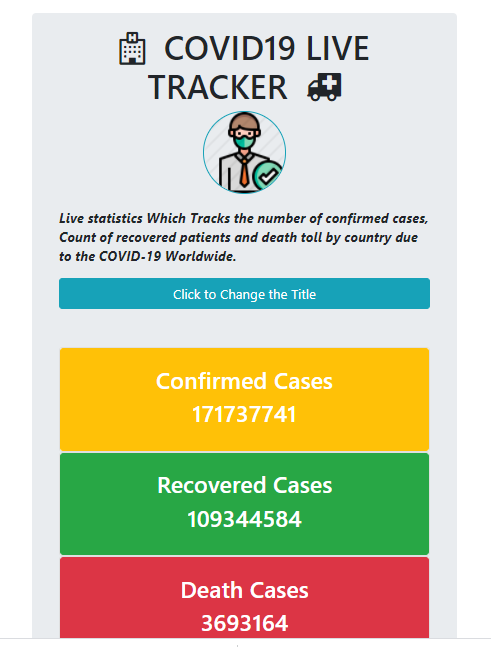 COVID19 LIVE
TRACKER
Live statistics Which Tracks the number of confirmed cases,
Count of recovered patients and death toll by country due
to the COVID-19 Worldwide.
Click to Change the Title
Confirmed Cases
171737741
Recovered Cases
109344584
Death Cases
3693164